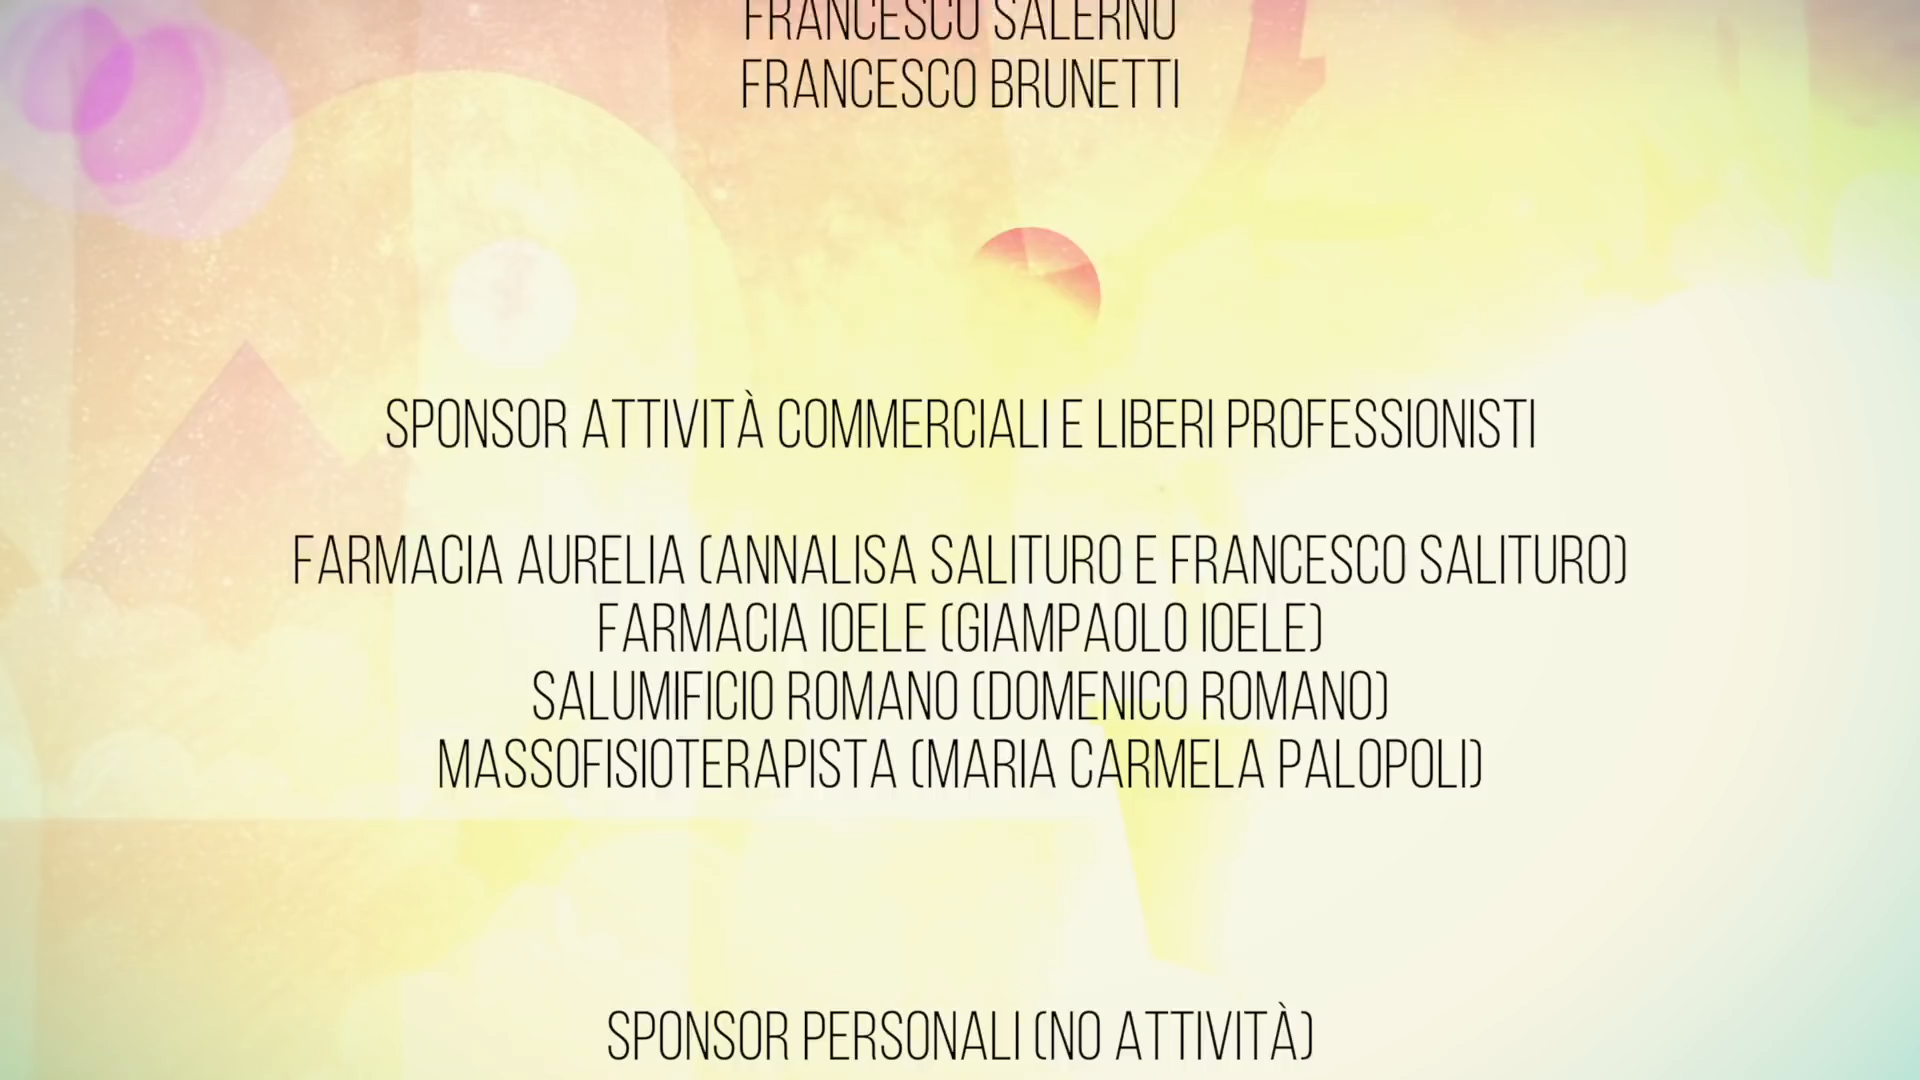 FRANCESCO SALERNO
FRANCESCO BRUNETTI
SPONSOR ATTIVITÀ COMMERCIALI E LIBERI PROFESSIONISTI
FARMACIA AURELIA (ANNALISA SALITURO E FRANCESCO SALITURO)
FARMACIA IOELE (GIAMPAOLO IOELE)
SALUMIFICIO ROMANO (DOMENICO ROMANO)
MASSOFISIOTERAPISTA (MARIA CARMELA PALOPOLI)
SPONSOR PERSONALI (NO ATTIVITÀ)